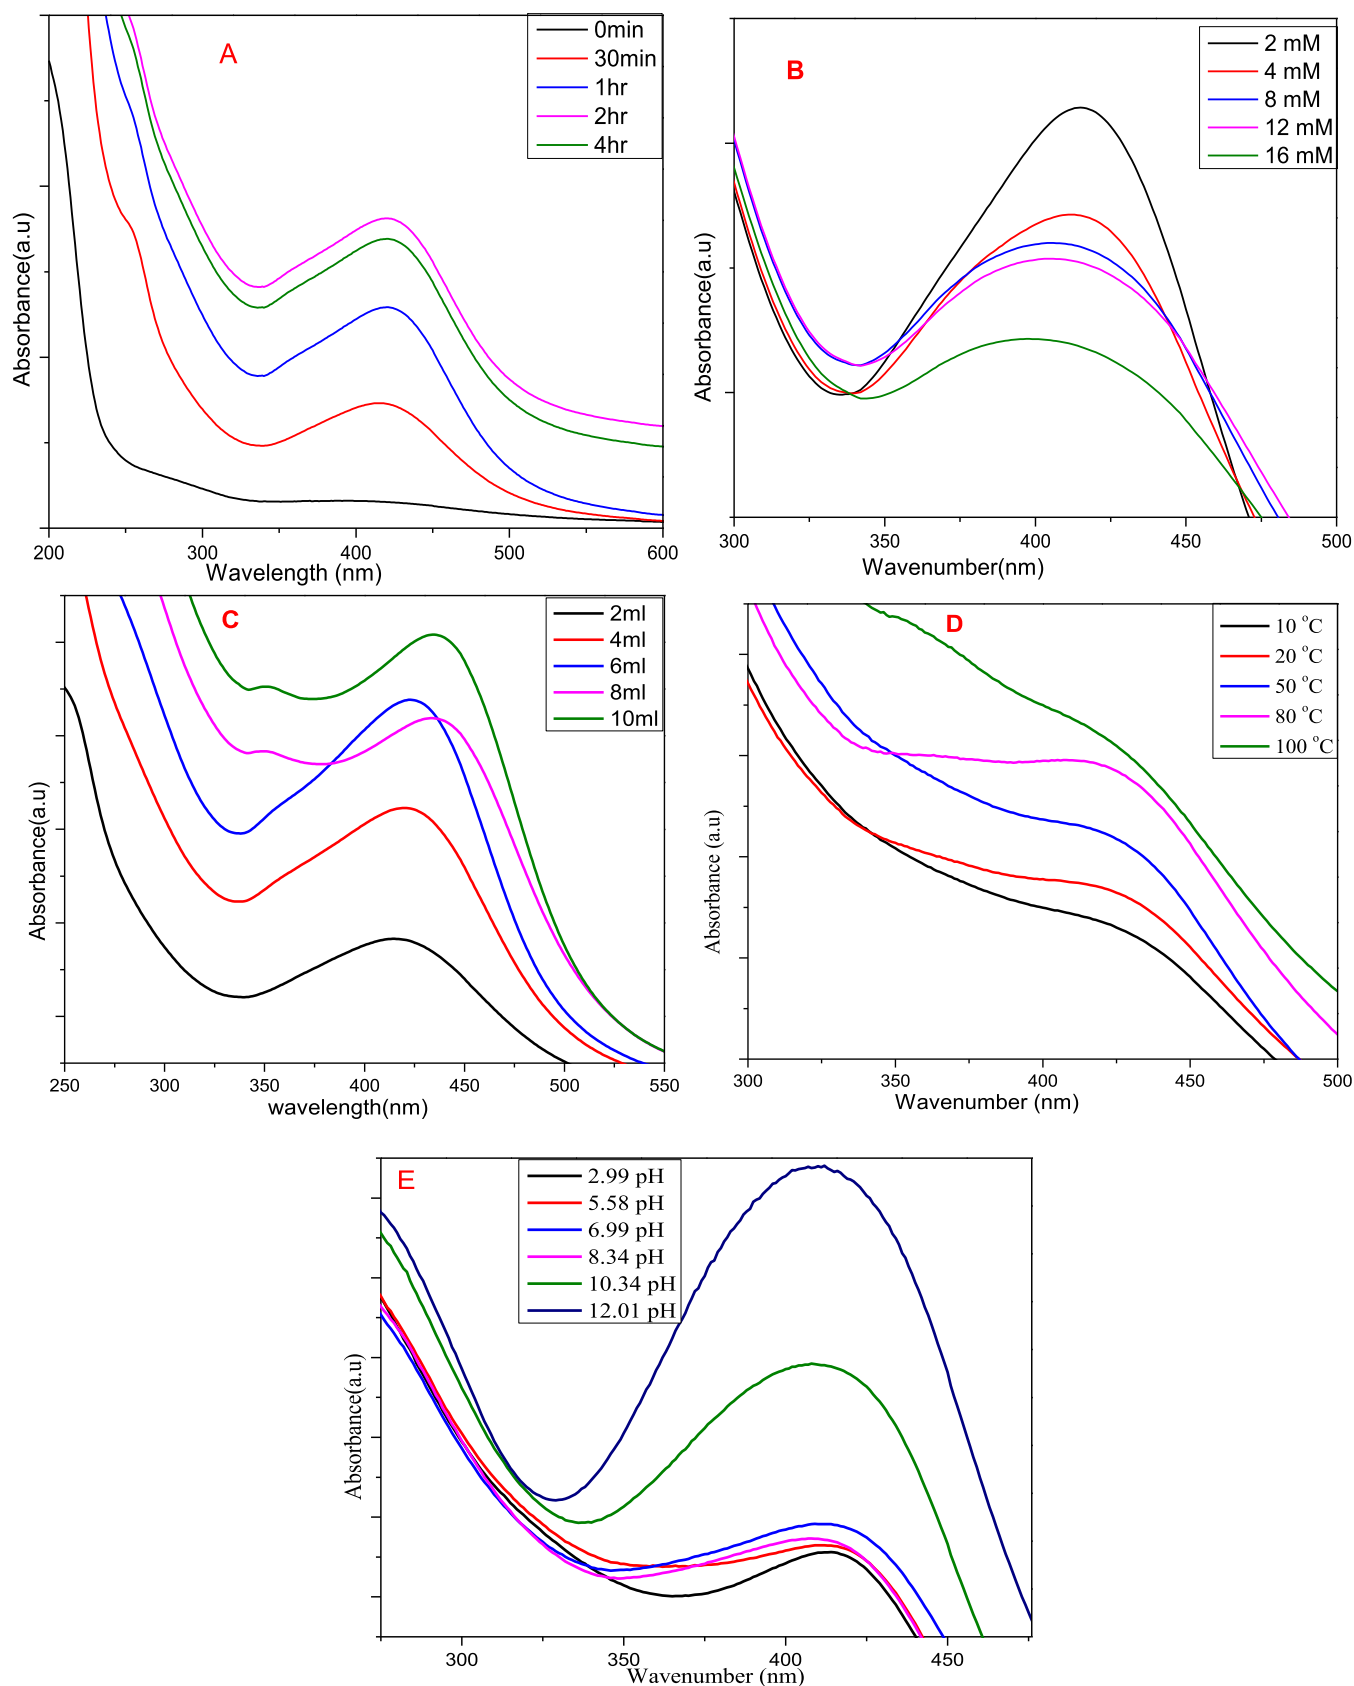 A
0min
30min
1hr
2hr
4hr
Absorbance(a.u)
200 300 400 500 600
Wavelength (nm)
B
2 mM
4 mM
8 mM
12 mM
16 mM
Absorbance(a.u)
300 350 400 450 500
Wavenumber(nm)
C
2ml
4ml
6ml
8ml
10ml
Absorbance(a.u)
250 300 350 400 450 500 550
wavelength(nm)
D
10 °C
20 °C
50 °C
80 °C
100 °C
Absorbance (a.u)
300 350 400 450 500
Wavenumber (nm)
E
2.99 pH
5.58 pH
6.99 pH
8.34 pH
10.34 pH
12.01 pH
Absorbance(a.u)
300 350 400 450
Wavenumber (nm)